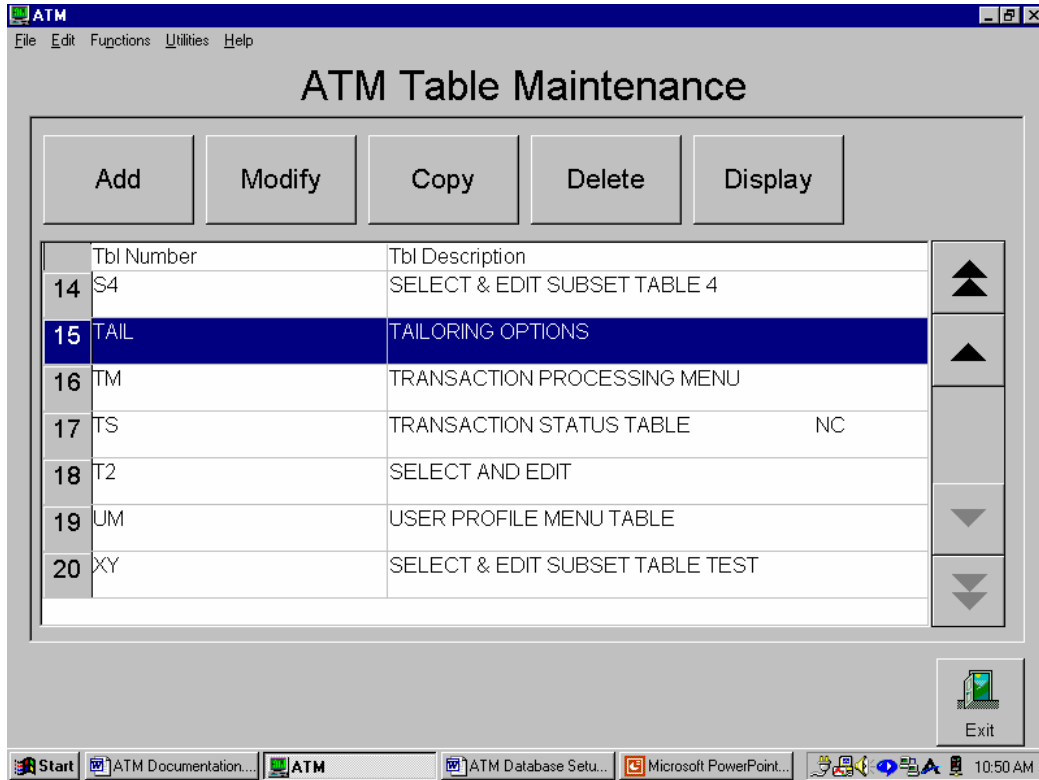 ATM
File Edit Functions Utilities Help
ATM Table Maintenance
Add Modify Copy Delete Display
Tbl Number Tbl Description
14 S4 SELECT & EDIT SUBSET TABLE 4
15 TAIL TAILORING OPTIONS
16 TM TRANSACTION PROCESSING MENU
17 TS TRANSACTION STATUS TABLE NC
18 T2 SELECT AND EDIT
19 UM USER PROFILE MENU TABLE
20 XY SELECT & EDIT SUBSET TABLE TEST
Exit
Start ATM Documentation.... ATM ATM Database Setu... Microsoft PowerPoint... 10:50 AM